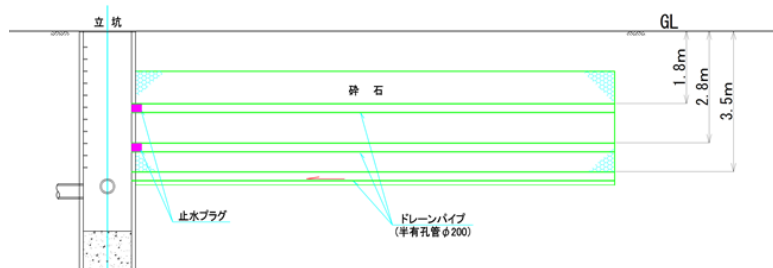 立 坑
GL
砕 石
1.8m
2.8m
3.5m
止水プラグ
ドレーンパイプ
(半有孔管φ200)